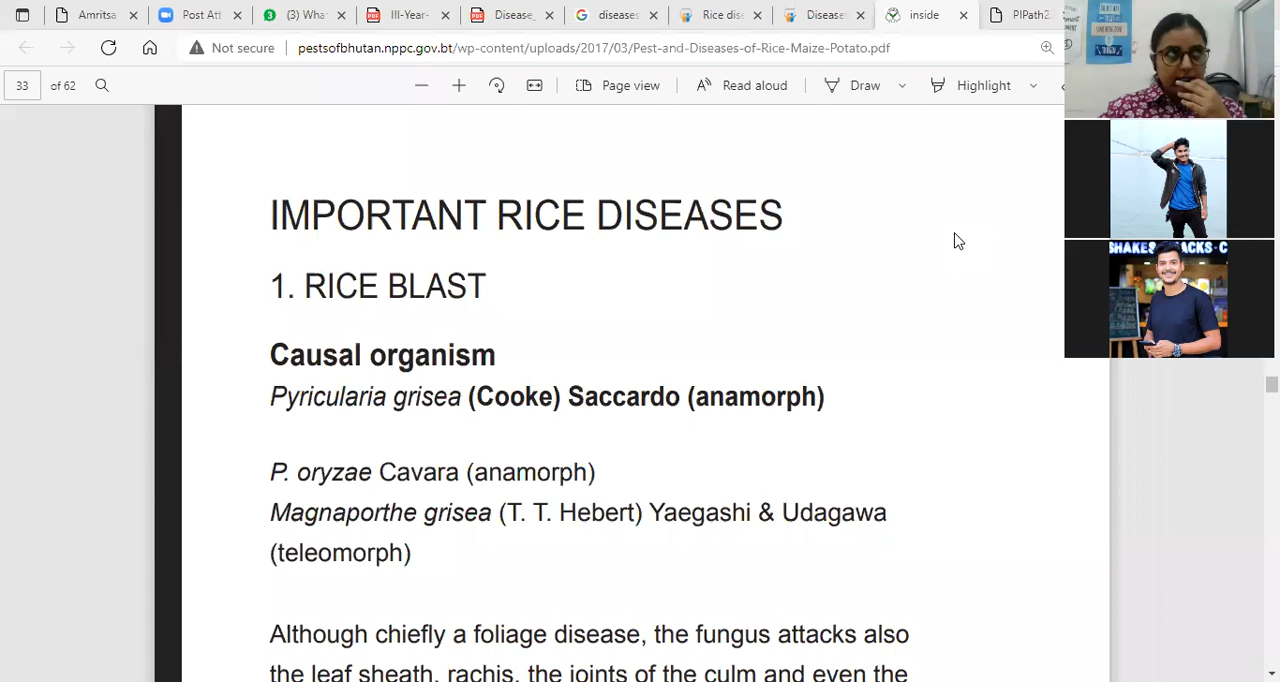 Amritsa
Post Att
(3) Wha
III-Year-
Disease_
diseases
Rice dise
Disease
inside
PIPath2
Not secure
pestsofbhutan.nppc.gov.bt/wp-content/uploads/2017/03/Pest-and-Diseases-of-Rice-Maize-Potato.pdf
33 of 62
Page view
Read aloud
Draw
Highlight
IMPORTANT RICE DISEASES
1. RICE BLAST
Causal organism
Pyricularia grisea (Cooke) Saccardo (anamorph)
P. oryzae Cavara (anamorph)
Magnaporthe grisea (T. T. Hebert) Yaegashi & Udagawa
(teleomorph)
Although chiefly a foliage disease, the fungus attacks also
the leaf sheath, rachis, the joints of the culm and even the
SHAKES
ACKS